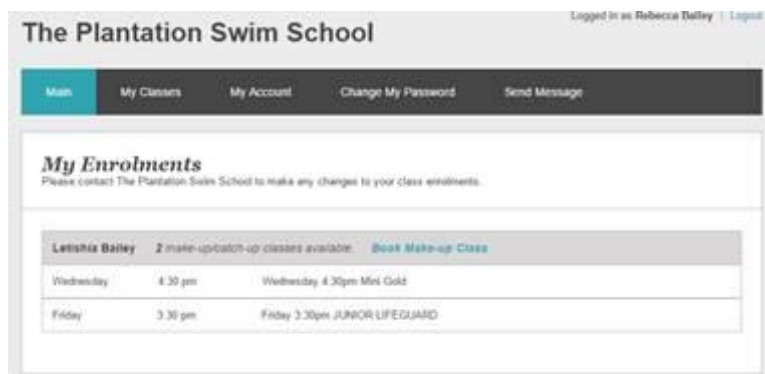 Logged in as Rebecca Bailey | Logout
The Plantation Swim School
Main My Classes My Account Change My Password Send Message
My Enrolments
Please contact The Plantation Swim School to make any changes to your class enrolments.
Letishia Bailey 2 make-up/catch-up classes available. Book Make-up Class
Wednesday 4:30 pm Wednesday 4:30pm Mini Gold
Friday 3:30 pm Friday 3:30pm JUNIOR LIFEGUARD